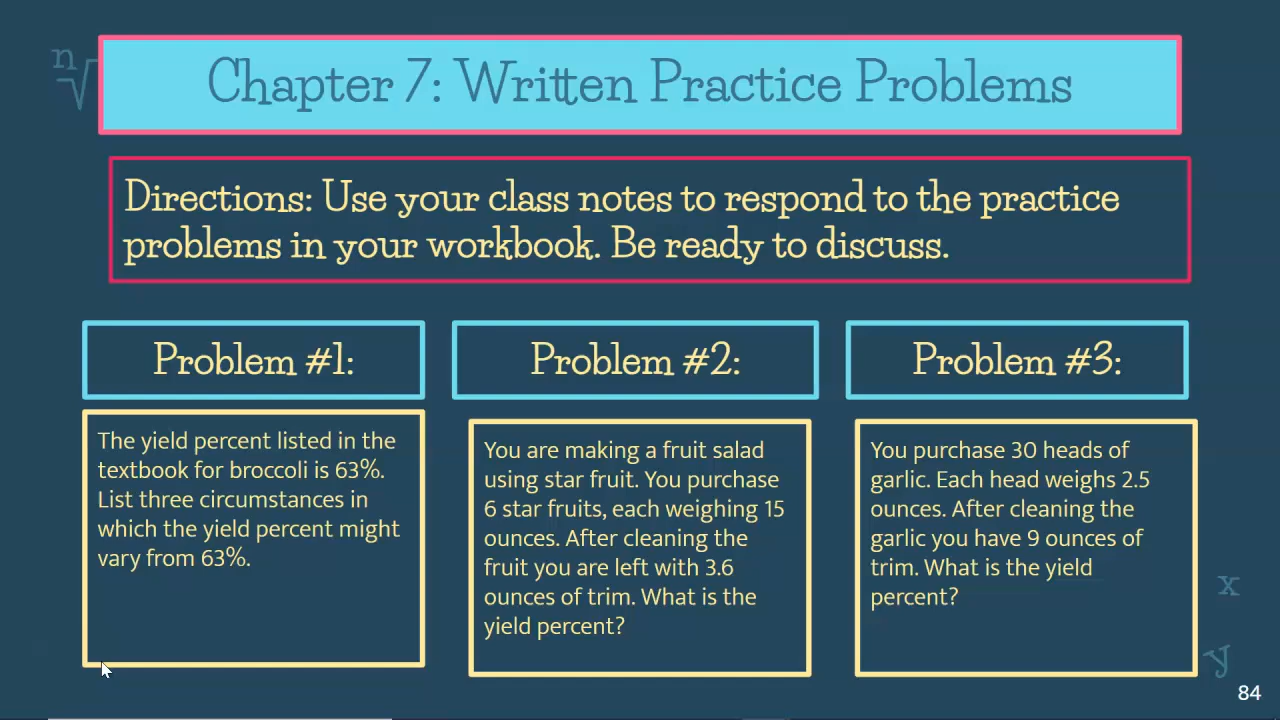 n
√
Chapter 7: Written Practice Problems
Directions: Use your class notes to respond to the practice
problems in your workbook. Be ready to discuss.
Problem #1:
The yield percent listed in the
textbook for broccoli is 63%.
List three circumstances in
which the yield percent might
vary from 63%.
Problem #2:
You are making a fruit salad
using star fruit. You purchase
6 star fruits, each weighing 15
ounces. After cleaning the
fruit you are left with 3.6
ounces of trim. What is the
yield percent?
Problem #3:
You purchase 30 heads of
garlic. Each head weighs 2.5
ounces. After cleaning the
garlic you have 9 ounces of
trim. What is the yield
percent?
x
y
84